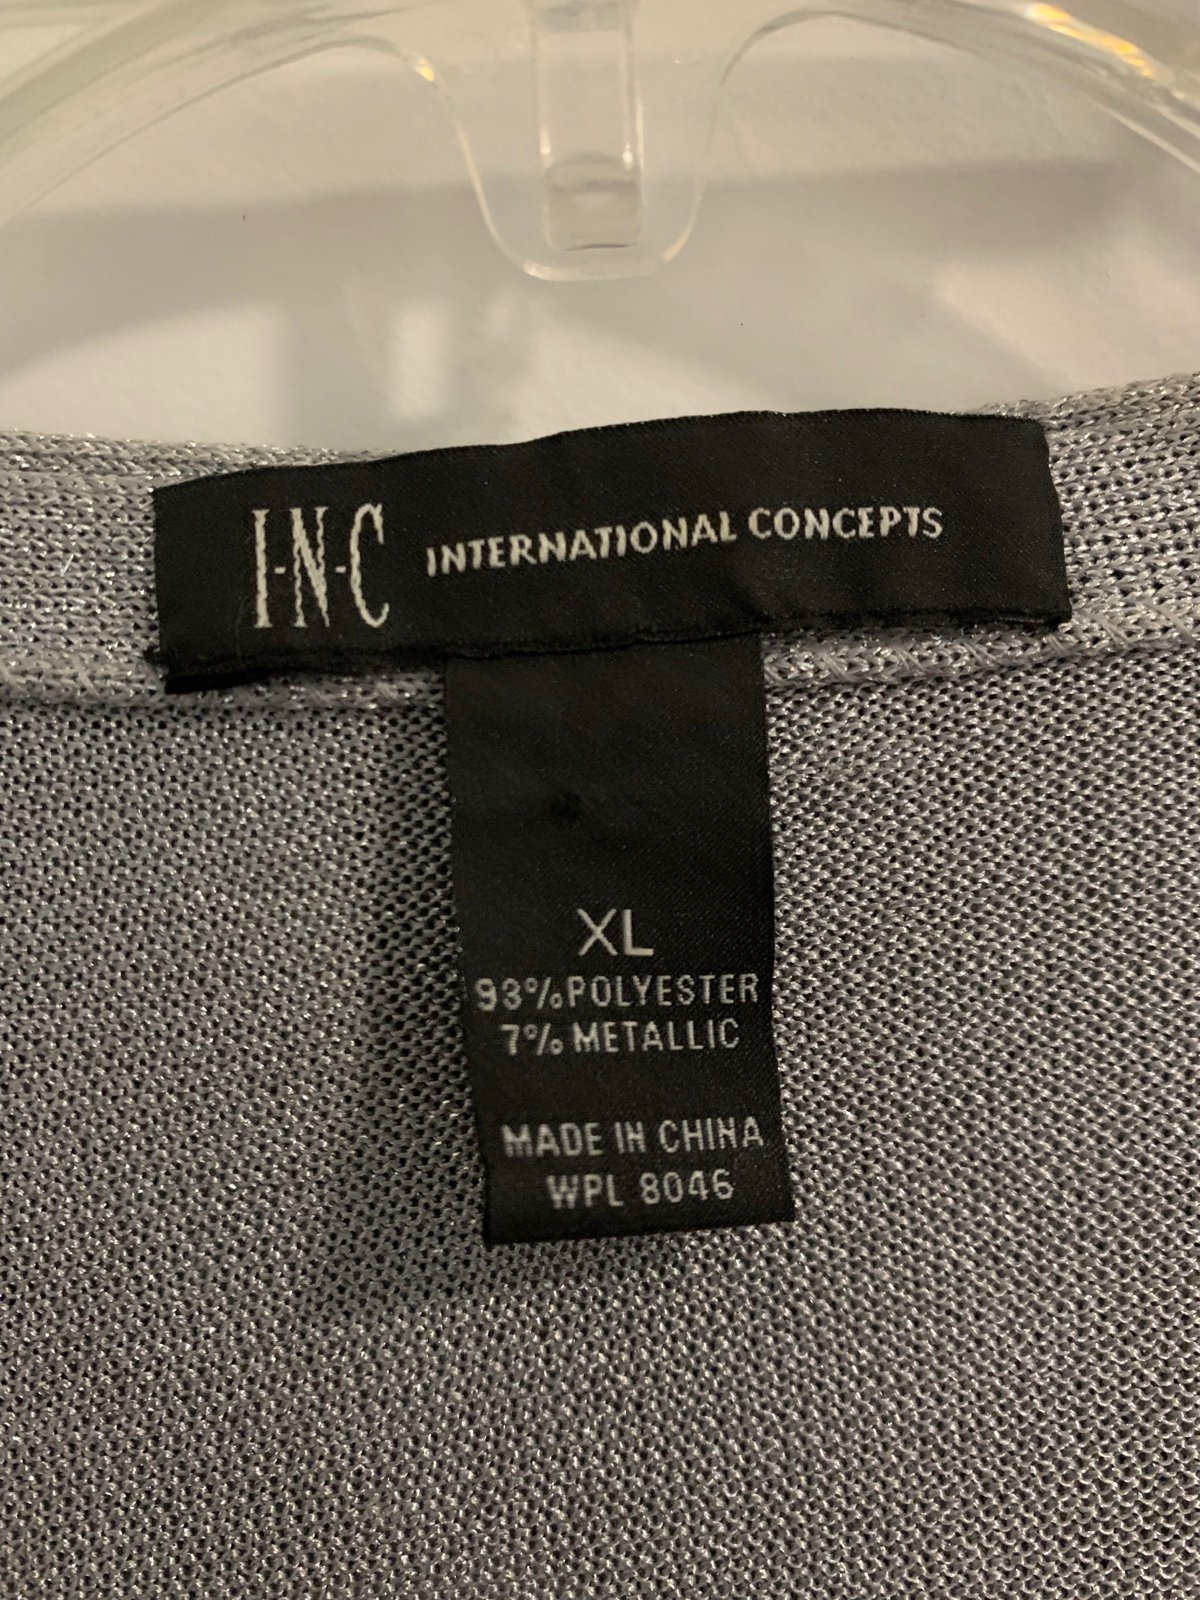 I-N-C INTERNATIONAL CONCEPTS
XL
93% POLYESTER
7% METALLIC
MADE IN CHINA
WPL 8046